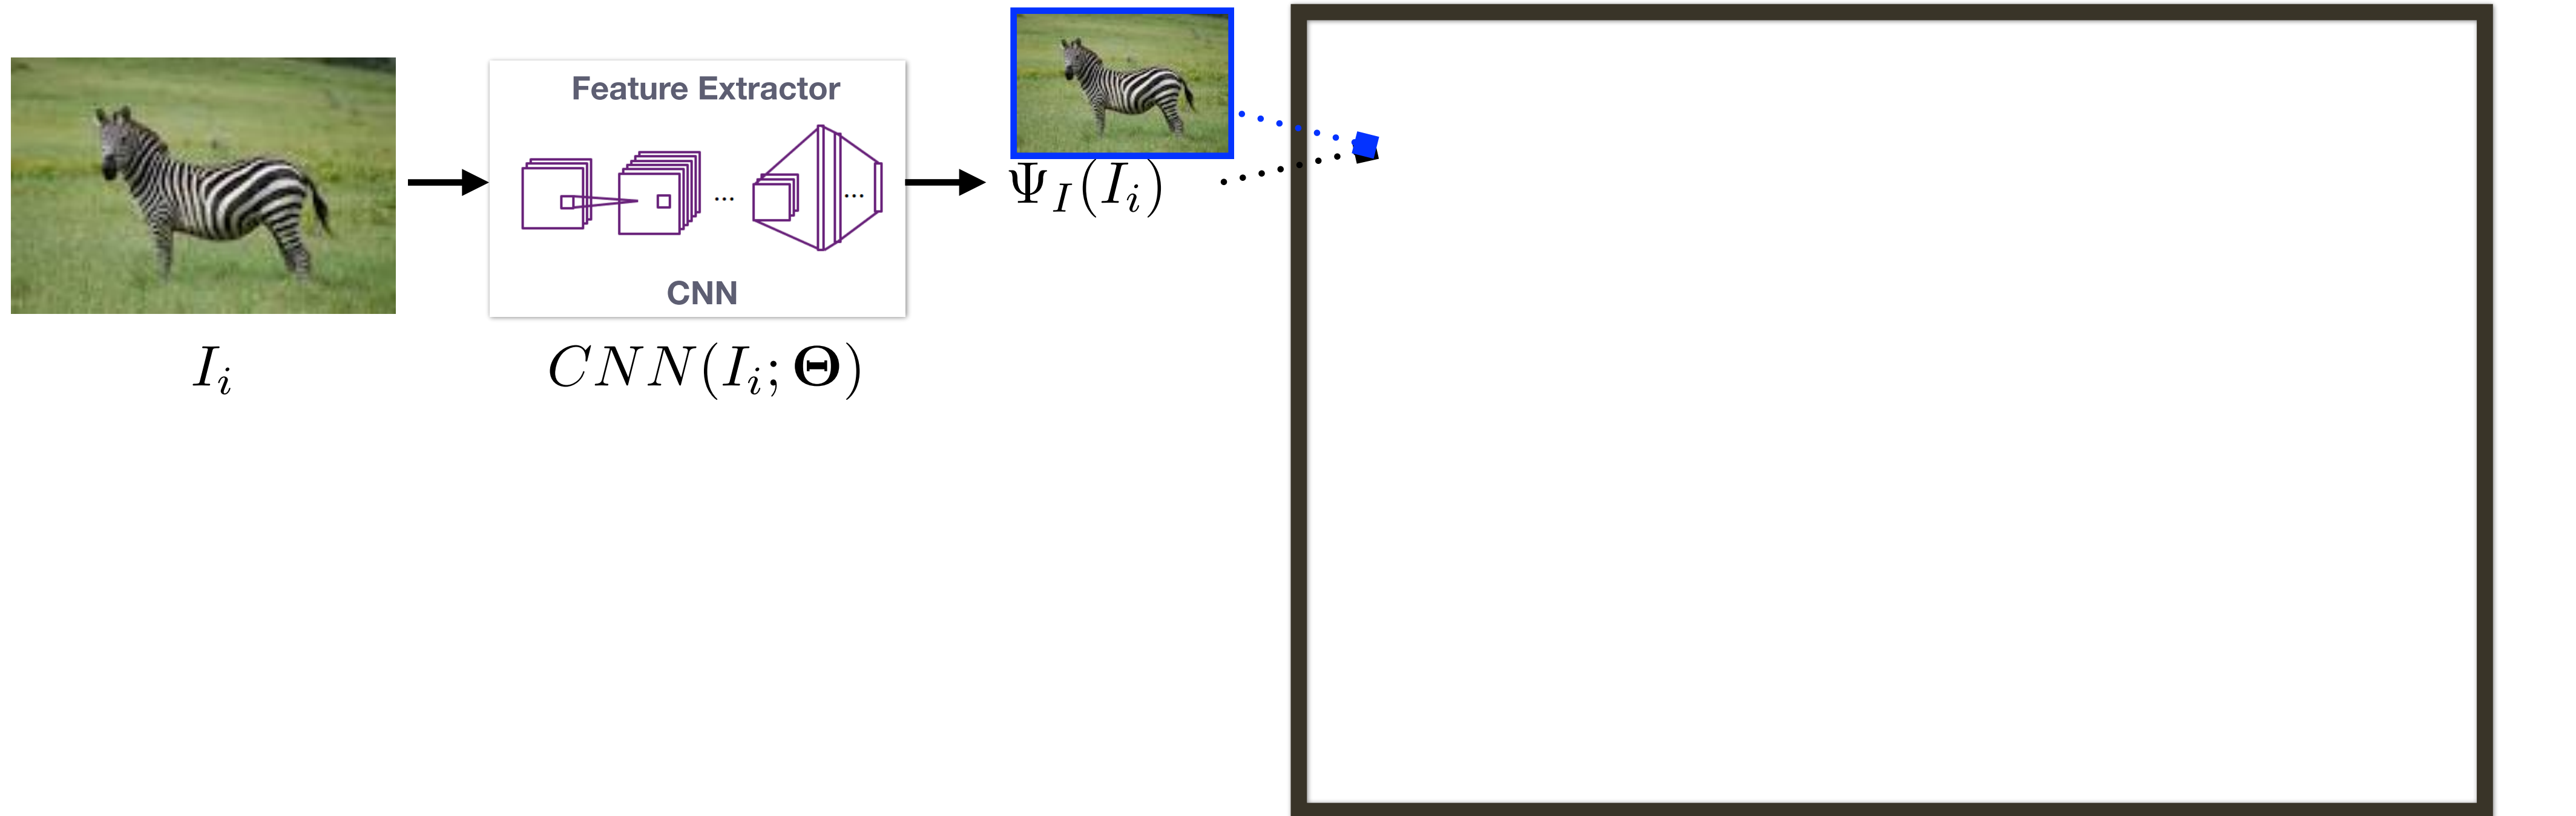 Feature Extractor
... ...
CNN
Ψ_I(I_i)
I_i
CNN(I_i; Θ)